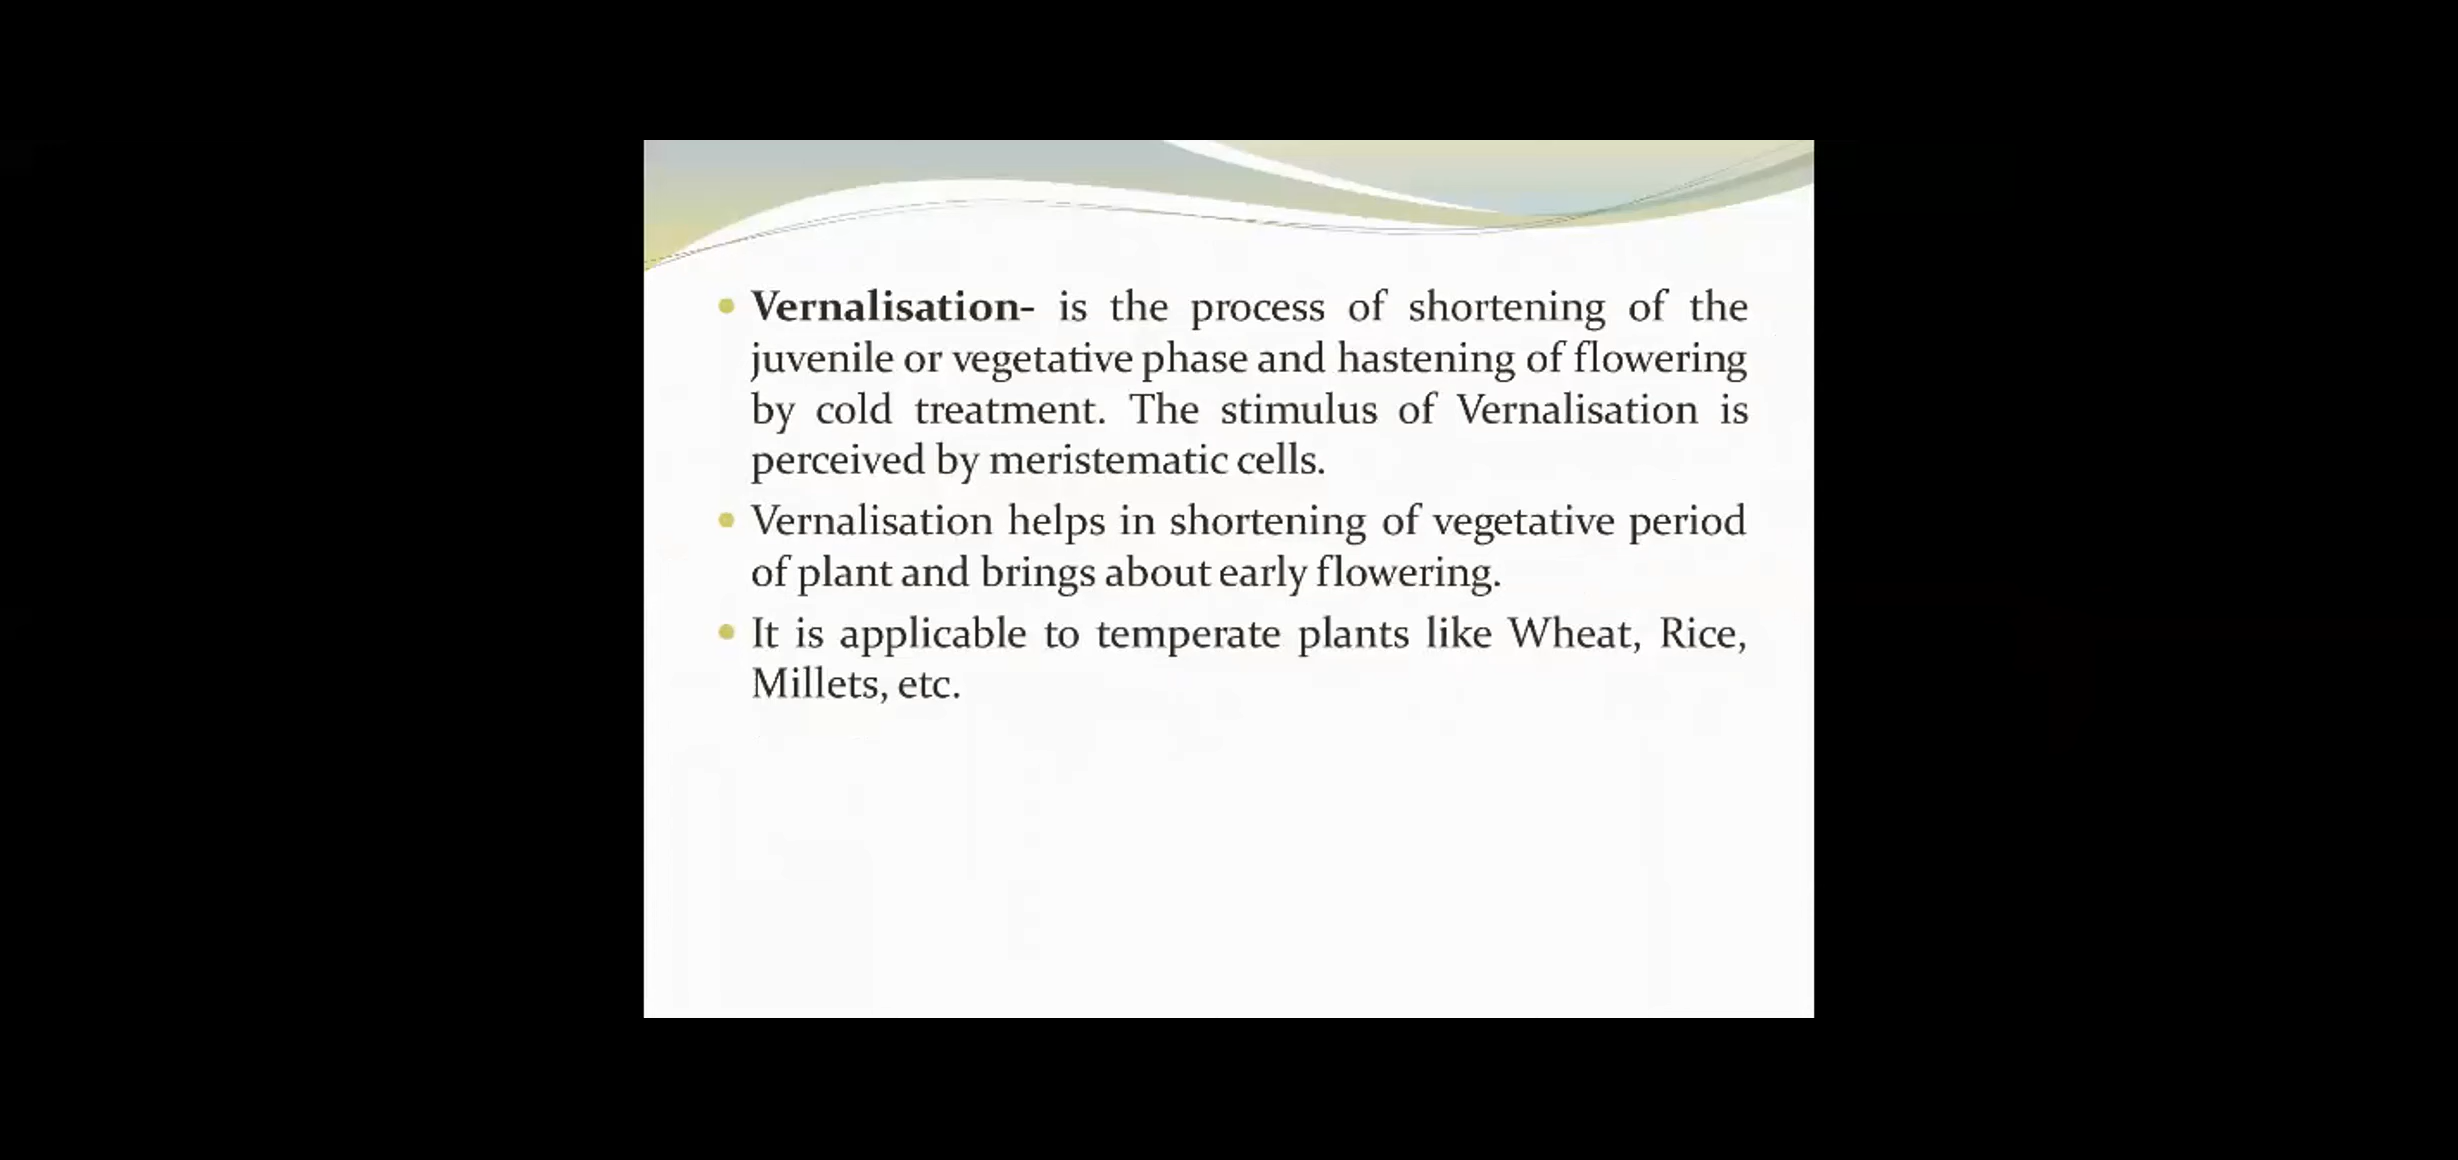 Vernalisation- is the process of shortening of the
juvenile or vegetative phase and hastening of flowering
by cold treatment. The stimulus of Vernalisation is
perceived by meristematic cells.
Vernalisation helps in shortening of vegetative period
of plant and brings about early flowering.
It is applicable to temperate plants like Wheat, Rice,
Millets, etc.